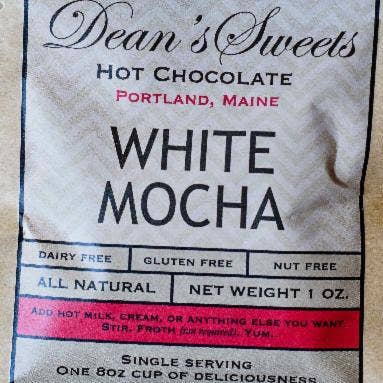 Dean's Sweets
Hot Chocolate
Portland, Maine
WHITE
MOCHA
Dairy Free Gluten Free Nut Free
All Natural Net Weight 1 oz.
Add hot milk, cream, or anything else you want.
Stir. Froth (not required). Yum.
Single Serving
One 8oz cup of deliciousness